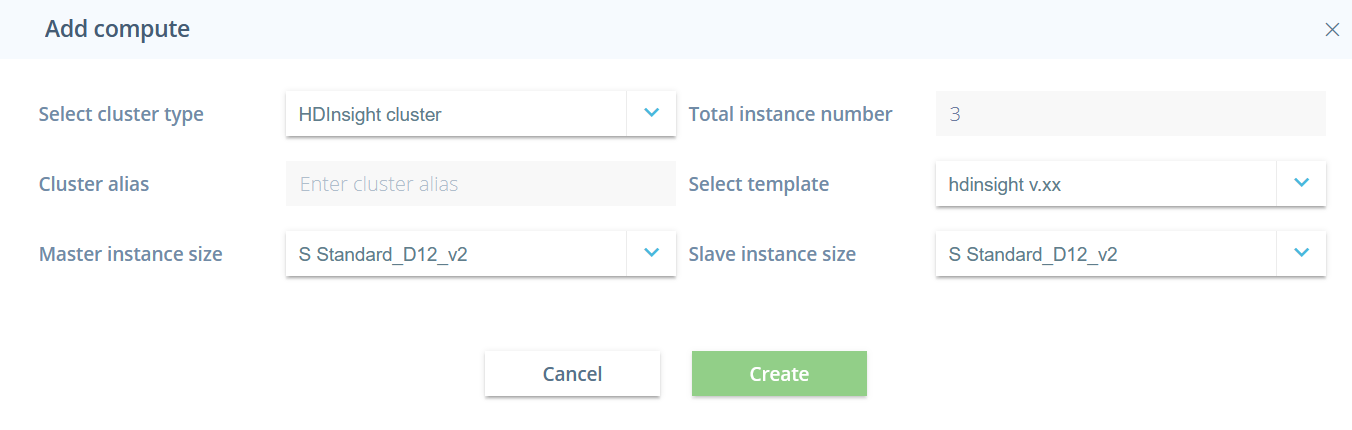 Add compute
Select cluster type HDInsight cluster Total instance number 3
Cluster alias Enter cluster alias Select template hdinsight v.xx
Master instance size S Standard_D12_v2 Slave instance size S Standard_D12_v2
Cancel Create